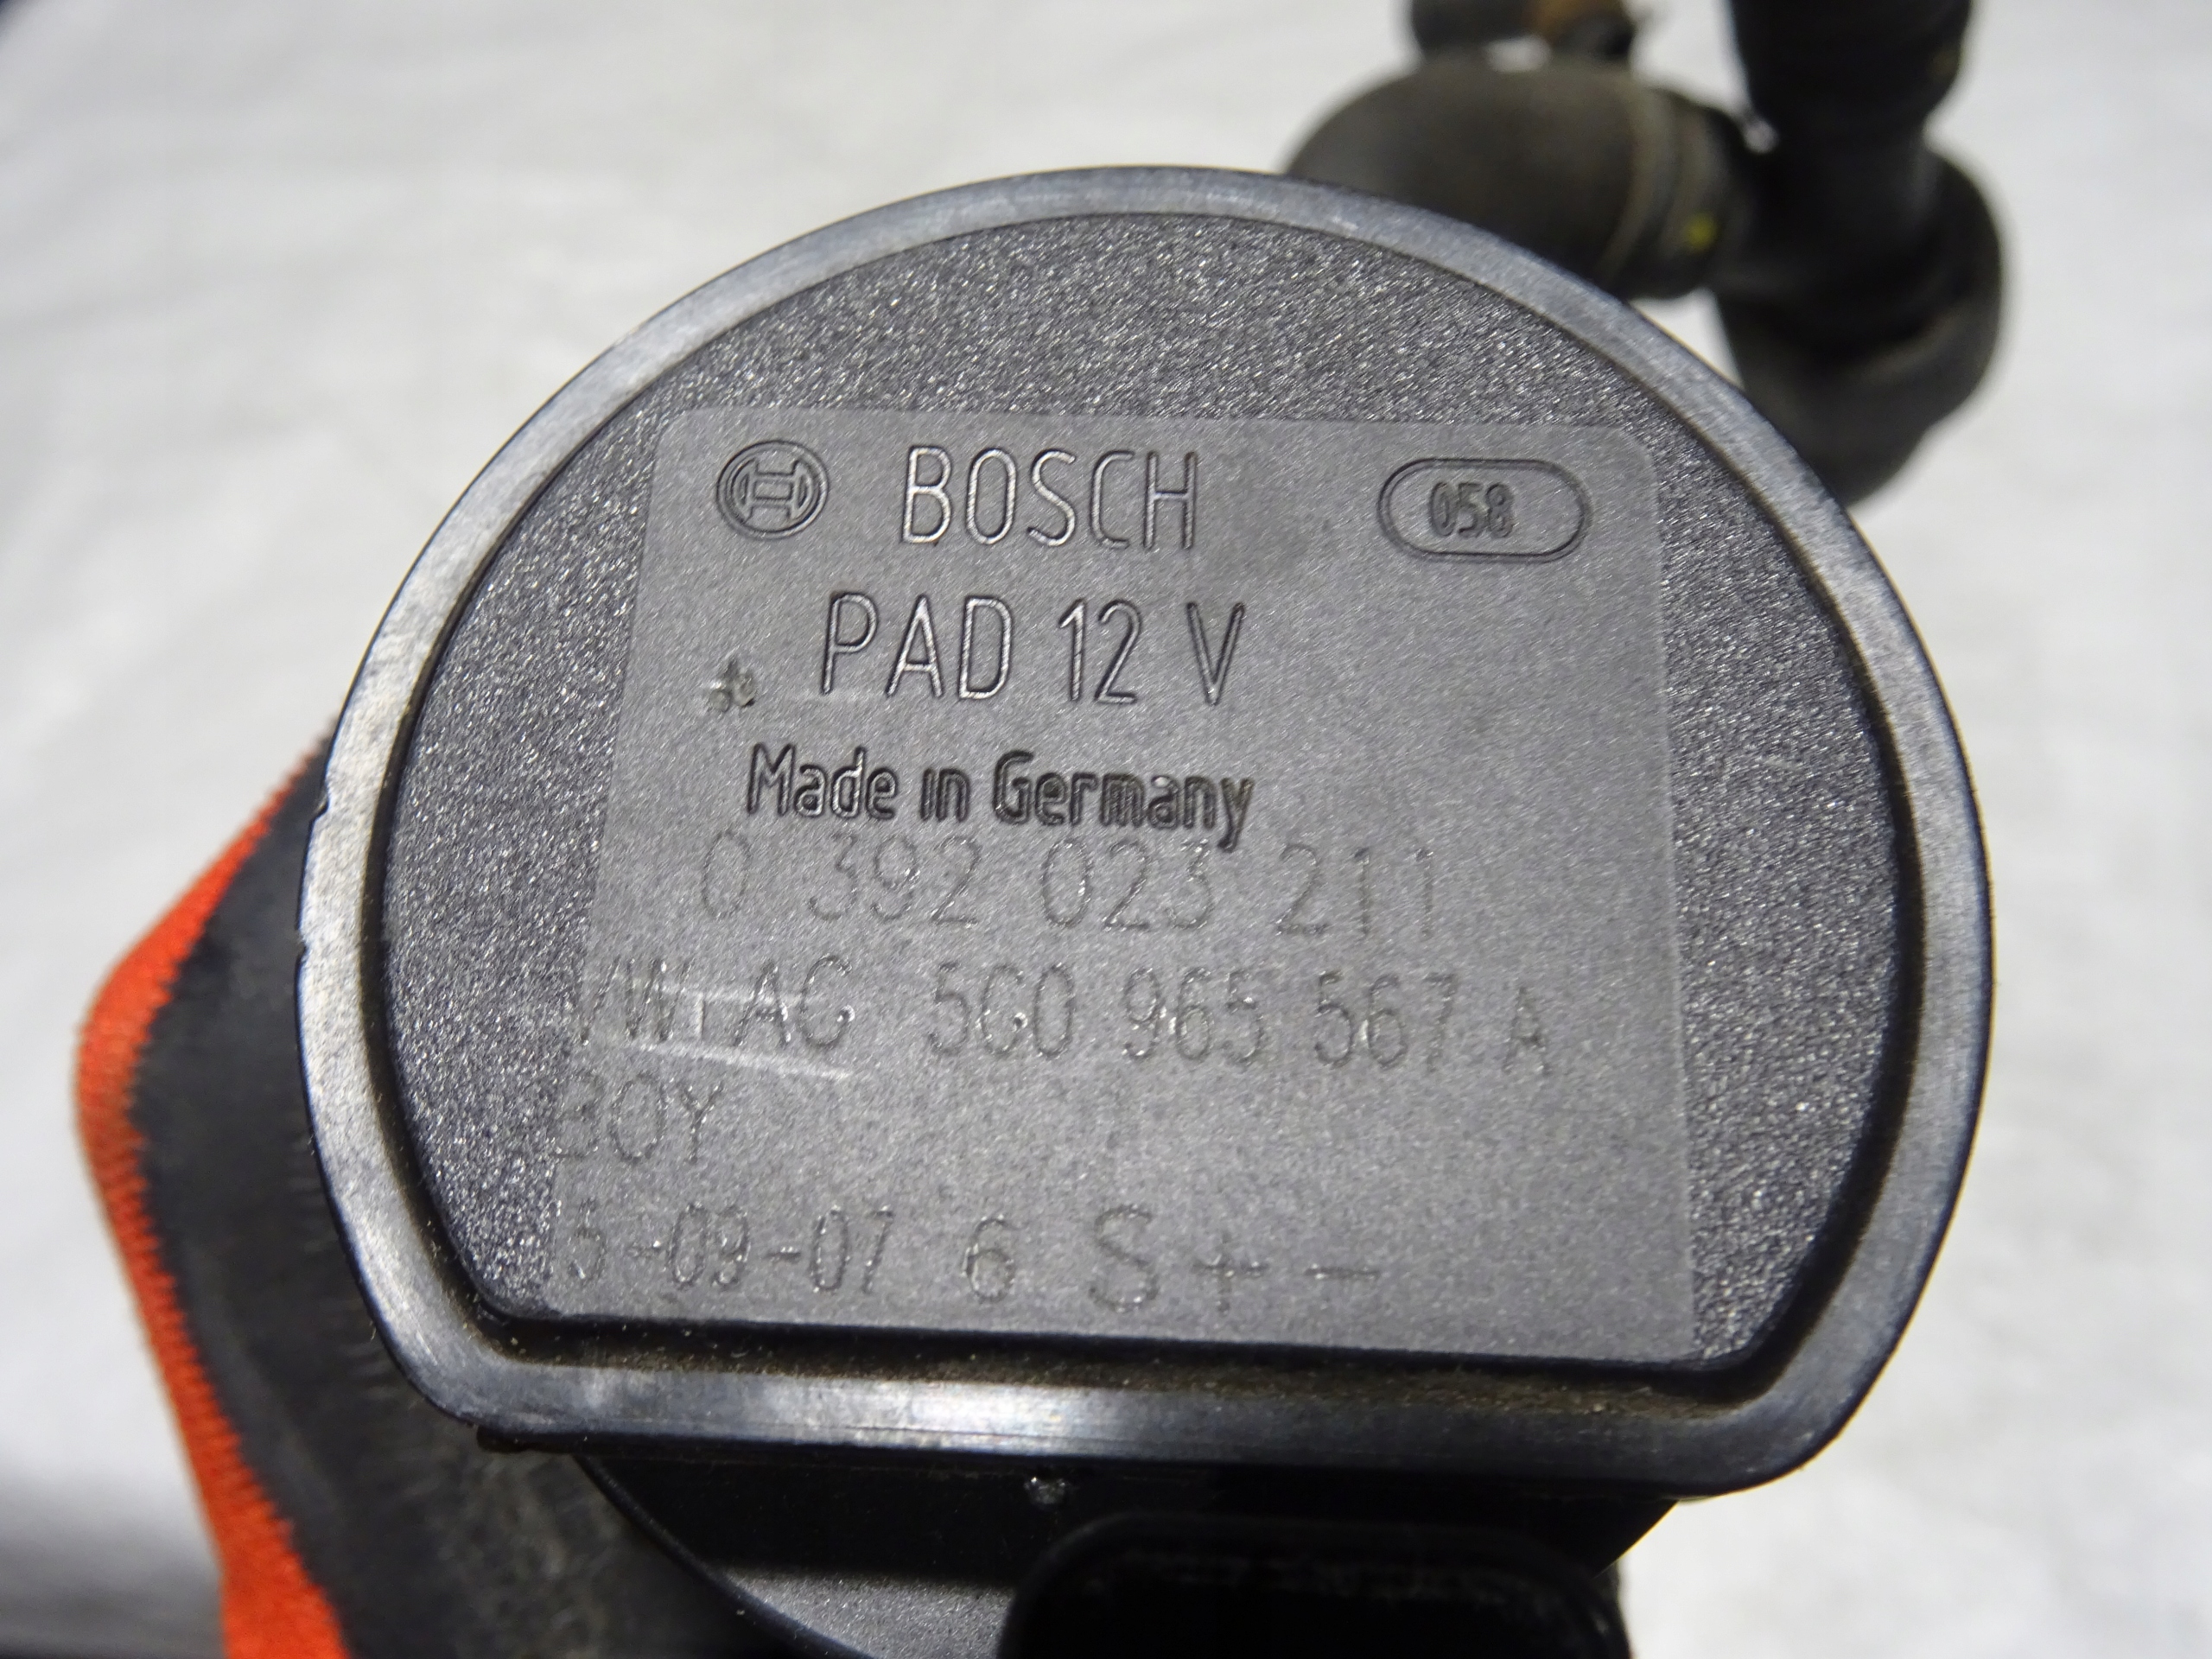 BOSCH 058
PAD 12 V
Made in Germany
0 392 023 211
VW AG 5G0 965 567 A
BOY
5-09-07 6 S + -